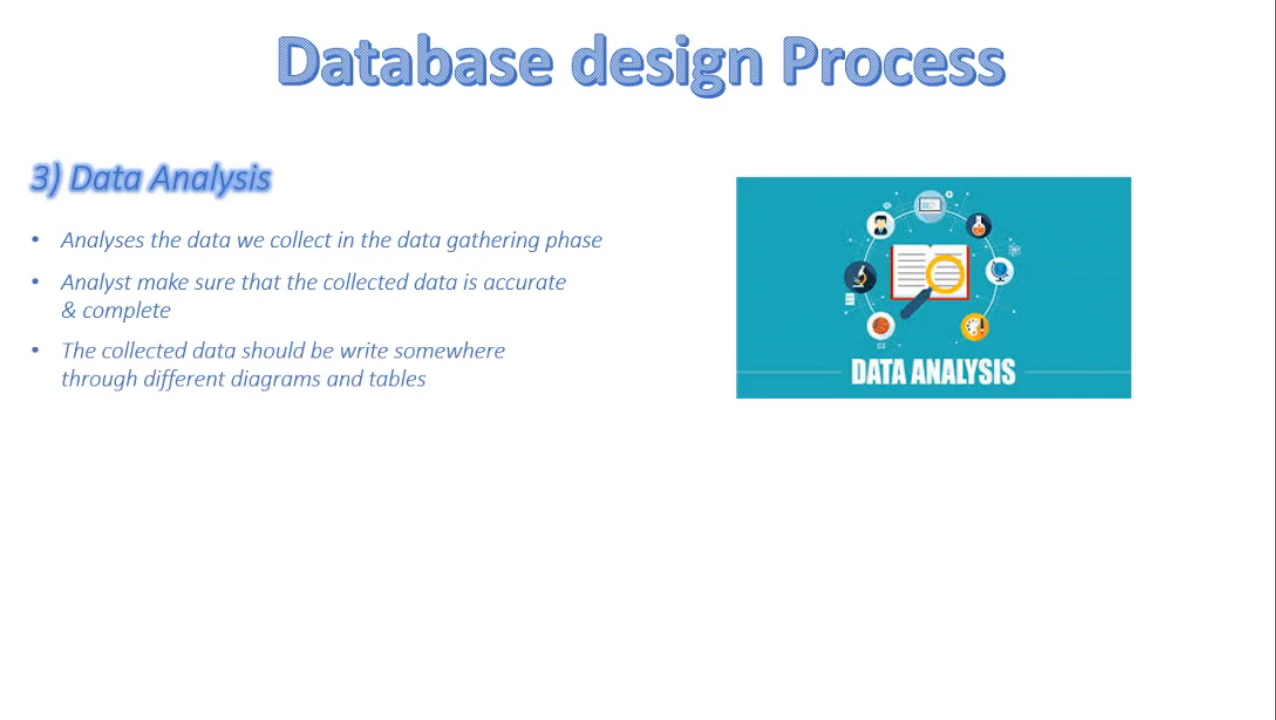 Database design Process
3) Data Analysis
• Analyses the data we collect in the data gathering phase
• Analyst make sure that the collected data is accurate
& complete
• The collected data should be write somewhere
through different diagrams and tables
DATA ANALYSIS